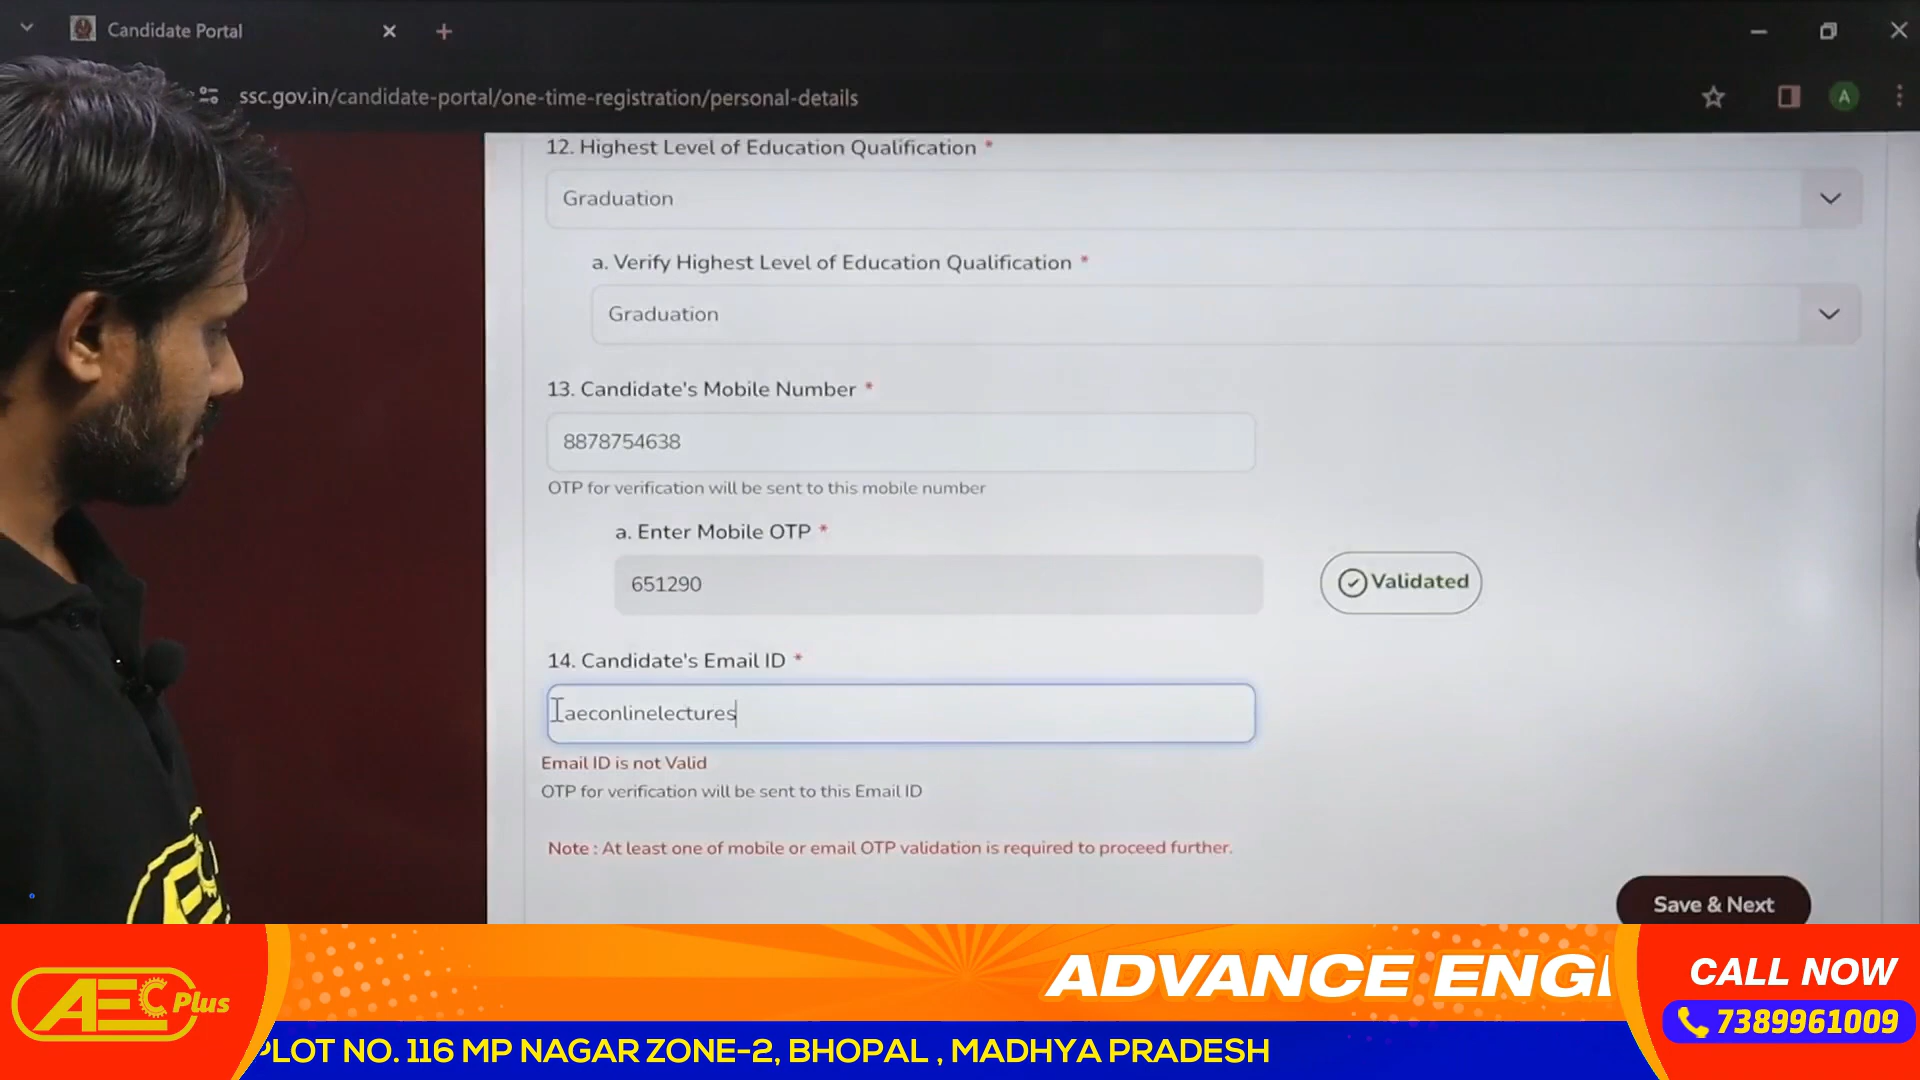 Candidate Portal
ssc.gov.in/candidate-portal/one-time-registration/personal-details
A
12. Highest Level of Education Qualification *
Graduation
a. Verify Highest Level of Education Qualification *
Graduation
13. Candidate's Mobile Number *
8878754638
OTP for verification will be sent to this mobile number
a. Enter Mobile OTP *
651290
Validated
14. Candidate's Email ID *
aeconlinelectures
Email ID is not Valid
OTP for verification will be sent to this Email ID
Note : At least one of mobile or email OTP validation is required to proceed further.
Save & Next
AEC Plus
ADVANCE ENGI
CALL NOW
7389961009
PLOT NO. 116 MP NAGAR ZONE-2, BHOPAL , MADHYA PRADESH